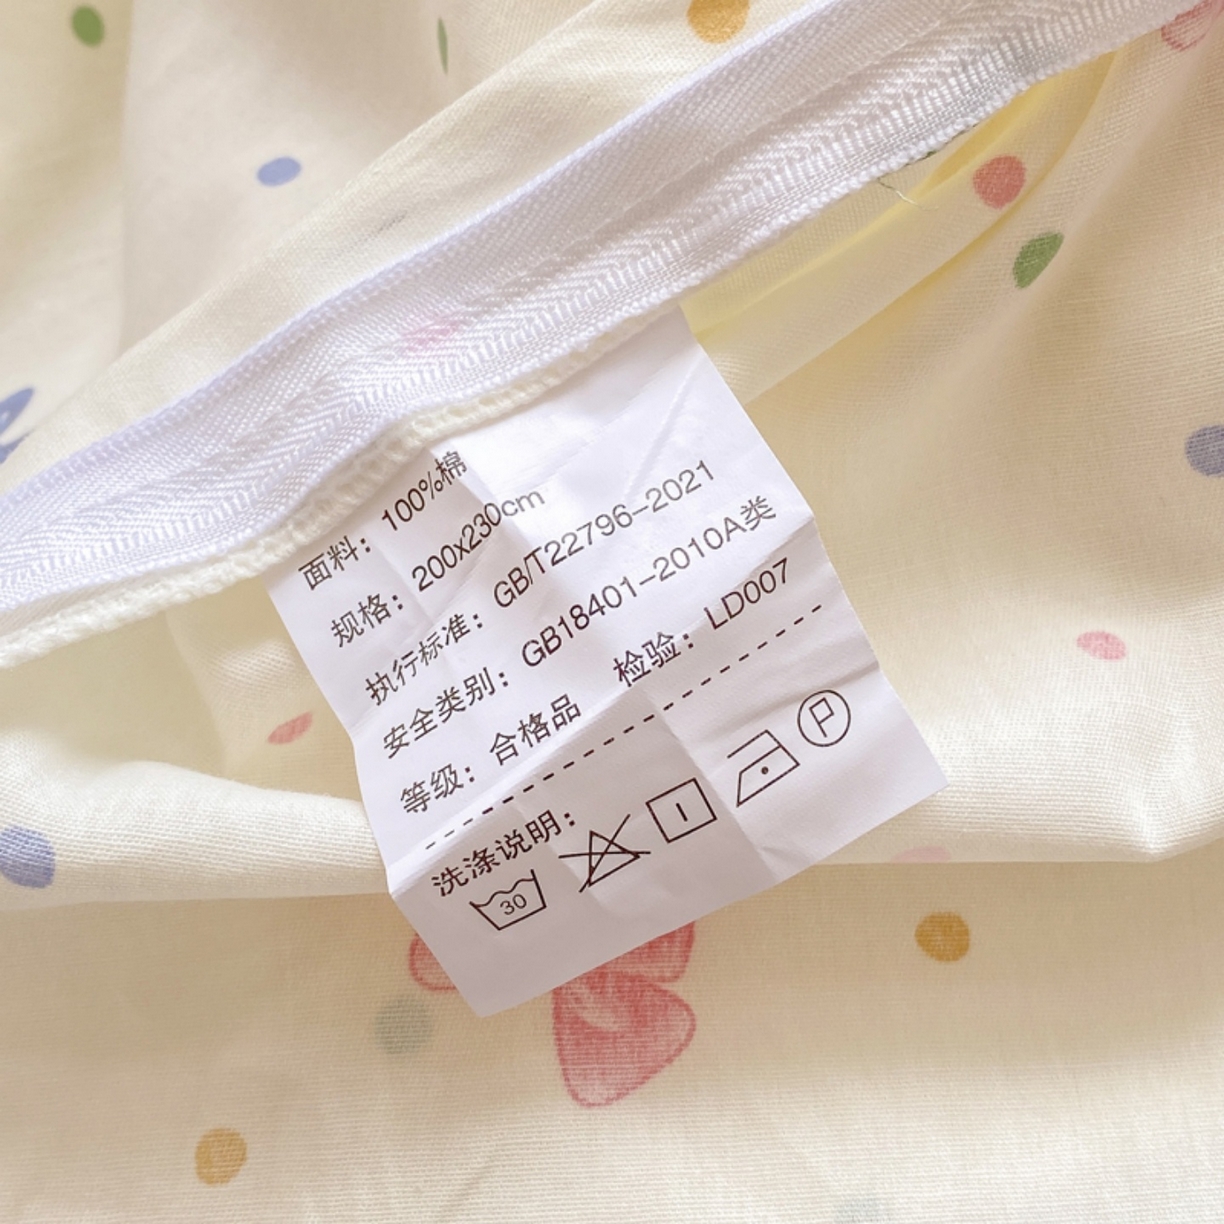 面料：100%棉
规格：200x230cm
执行标准：GB/T22796-2021
安全类别：GB18401-2010A类
等级：合格品 检验：LD007
洗涤说明：
30
P